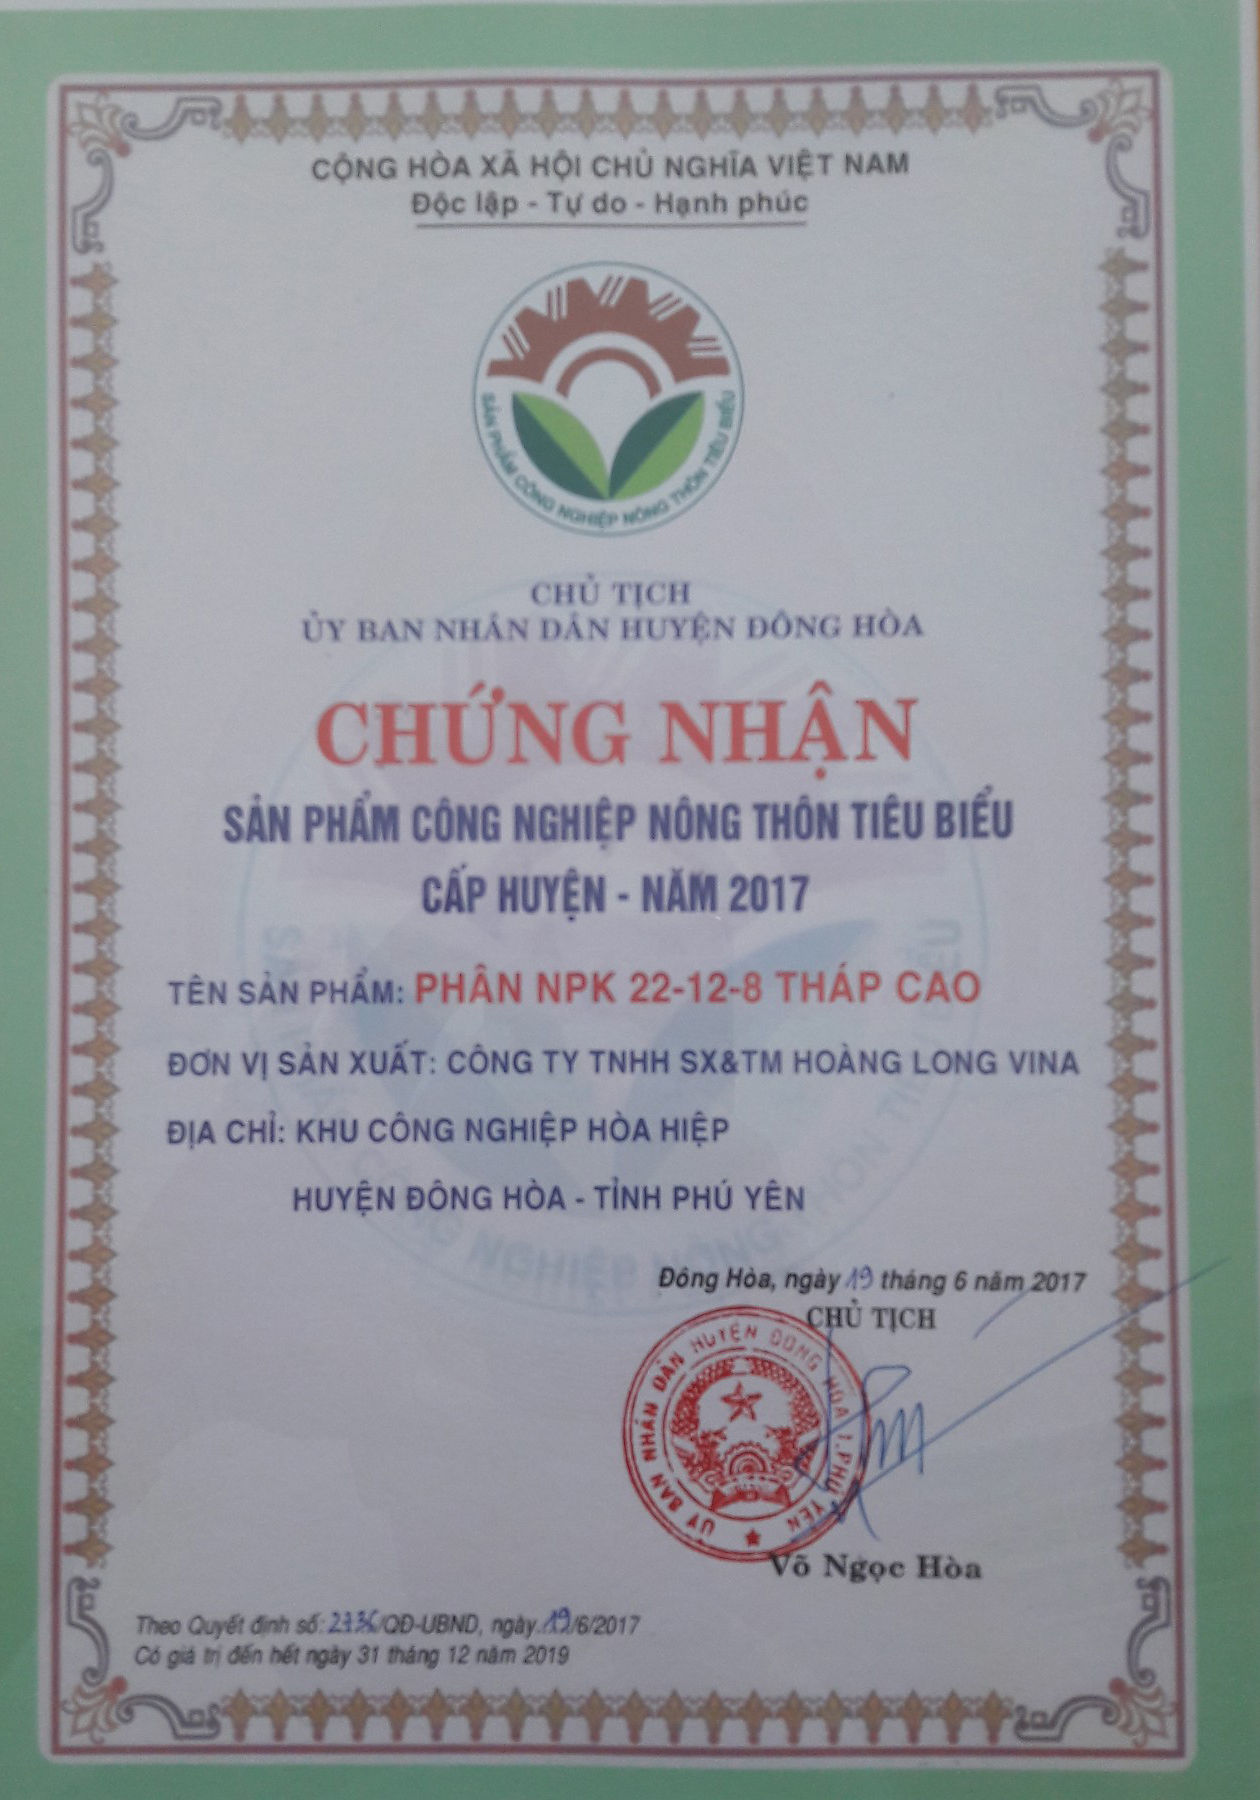 CỘNG HÒA XÃ HỘI CHỦ NGHĨA VIỆT NAM
Độc lập - Tự do - Hạnh phúc
SẢN PHẨM CÔNG NGHIỆP NÔNG THÔN TIÊU BIỂU
CHỦ TỊCH
ỦY BAN NHÂN DÂN HUYỆN ĐÔNG HÒA
CHỨNG NHẬN
SẢN PHẨM CÔNG NGHIỆP NÔNG THÔN TIÊU BIỂU
CẤP HUYỆN - NĂM 2017
TÊN SẢN PHẨM: PHÂN NPK 22-12-8 THÁP CAO
ĐƠN VỊ SẢN XUẤT: CÔNG TY TNHH SX&TM HOÀNG LONG VINA
ĐỊA CHỈ: KHU CÔNG NGHIỆP HÒA HIỆP
HUYỆN ĐÔNG HÒA - TỈNH PHÚ YÊN
Đông Hòa, ngày 19 tháng 6 năm 2017
CHỦ TỊCH
ỦY BAN NHÂN DÂN HUYỆN ĐÔNG HÒA T. PHÚ YÊN
Võ Ngọc Hòa
Theo Quyết định số: /QĐ-UBND, ngày 19/6/2017
Có giá trị đến hết ngày 31 tháng 12 năm 2019